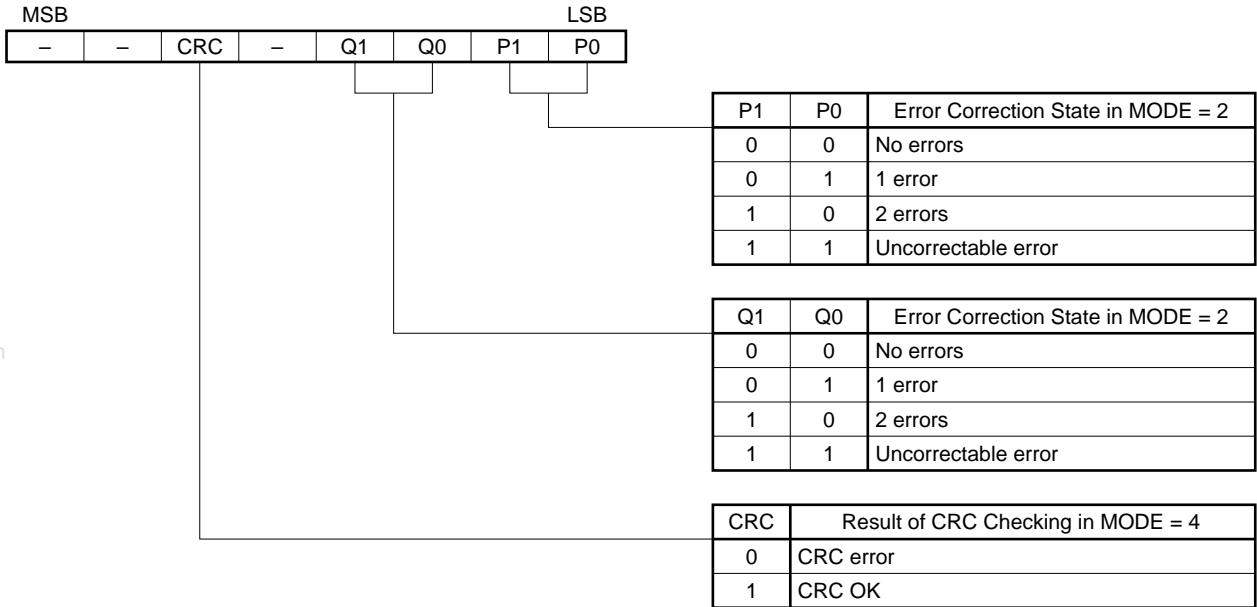 MSB LSB
– – CRC – Q1 Q0 P1 P0
P1 P0 Error Correction State in MODE = 2
0 0 No errors
0 1 1 error
1 0 2 errors
1 1 Uncorrectable error
Q1 Q0 Error Correction State in MODE = 2
0 0 No errors
0 1 1 error
1 0 2 errors
1 1 Uncorrectable error
CRC Result of CRC Checking in MODE = 4
0 CRC error
1 CRC OK